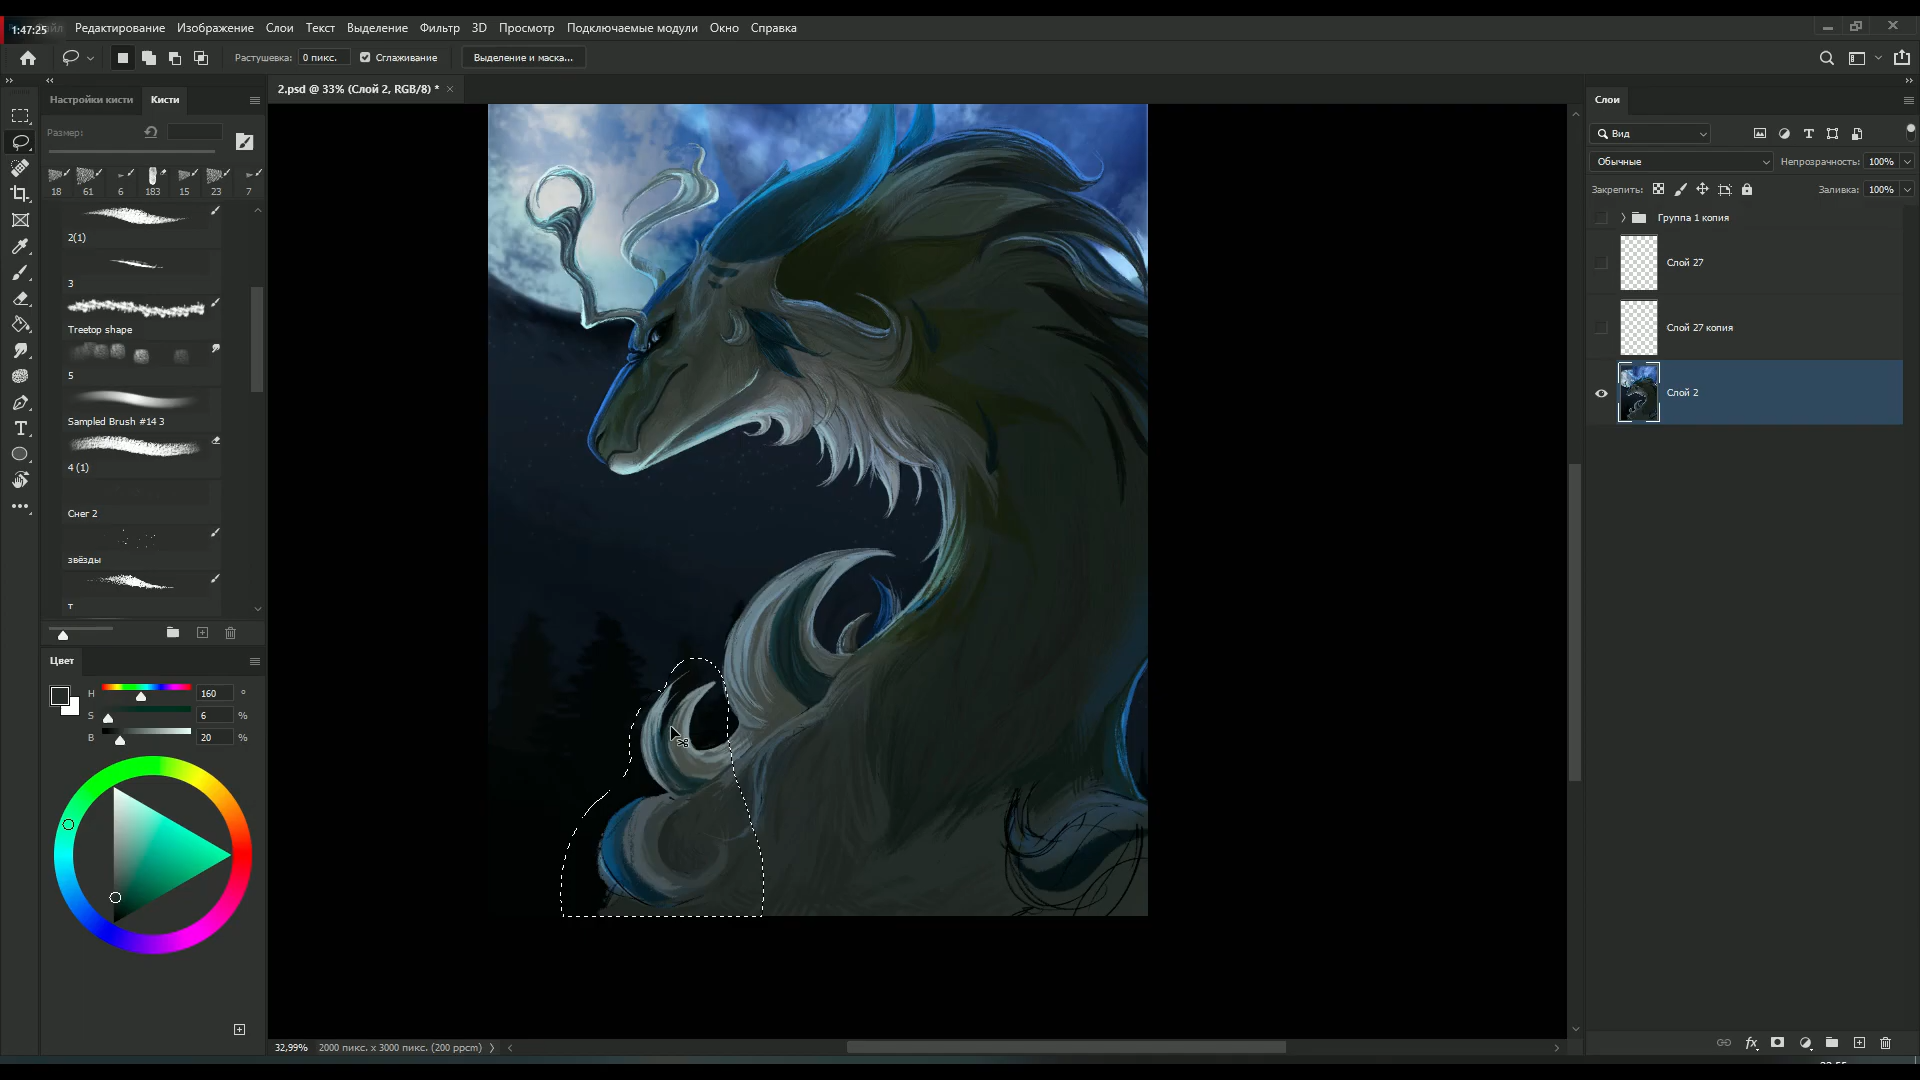 1:47:25
Редактирование Изображение Слои Текст Выделение Фильтр 3D Просмотр Подключаемые модули Окно Справка
Растушевка: 0 пикс. Сглаживание Выделение и маска...
Настройки кисти Кисти
2.psd @ 33% (Слой 2, RGB/8) *
Слои
Размер:
Вид
Обычные Непрозрачность: 100%
18 61 6 183 15 23 7
Закрепить: Заливка: 100%
Группа 1 копия
2(1)
Слой 27
3
Treetop shape
Слой 27 копия
5
Слой 2
Sampled Brush #14 3
4 (1)
Снег 2
звёзды
Цвет
H 160 °
S 6 %
B 20 %
32,99% 2000 пикс. x 3000 пикс. (200 ppcm)